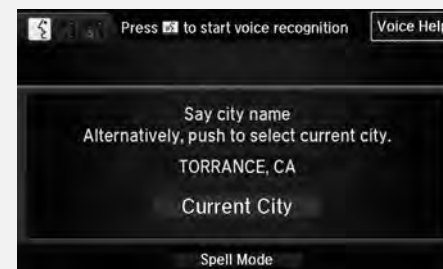 Press to start voice recognition
Voice Help
Say city name
Alternatively, push to select current city.
TORRANCE, CA
Current City
Spell Mode